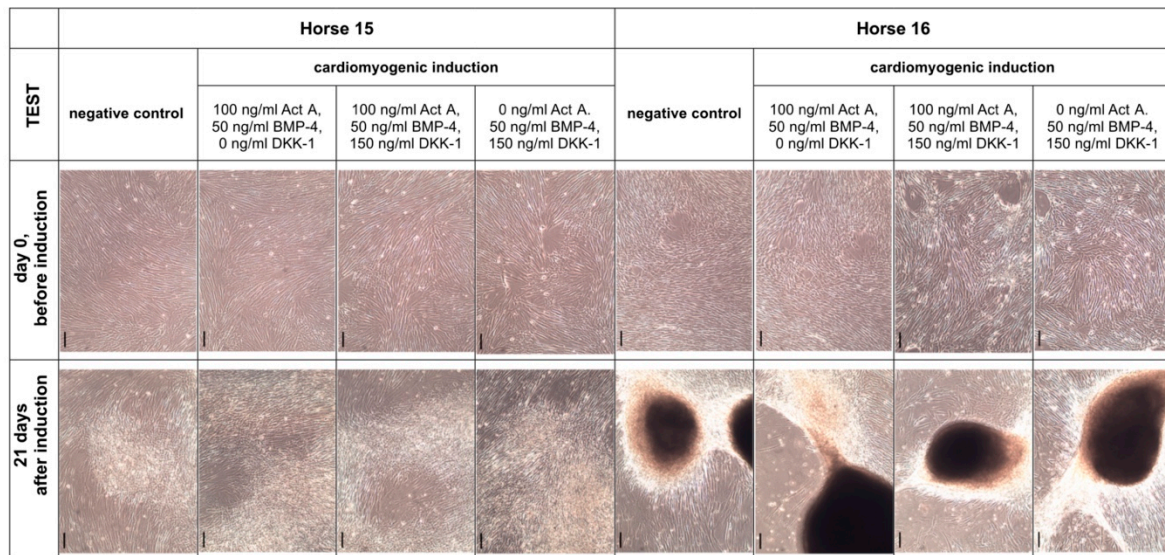 Horse 15
Horse 16
TEST
negative control
cardiomyogenic induction
100 ng/ml Act A,
50 ng/ml BMP-4,
0 ng/ml DKK-1
100 ng/ml Act A,
50 ng/ml BMP-4,
150 ng/ml DKK-1
0 ng/ml Act A.
50 ng/ml BMP-4,
150 ng/ml DKK-1
negative control
cardiomyogenic induction
100 ng/ml Act A,
50 ng/ml BMP-4,
0 ng/ml DKK-1
100 ng/ml Act A,
50 ng/ml BMP-4,
150 ng/ml DKK-1
0 ng/ml Act A.
50 ng/ml BMP-4,
150 ng/ml DKK-1
day 0,
before induction
21 days
after induction